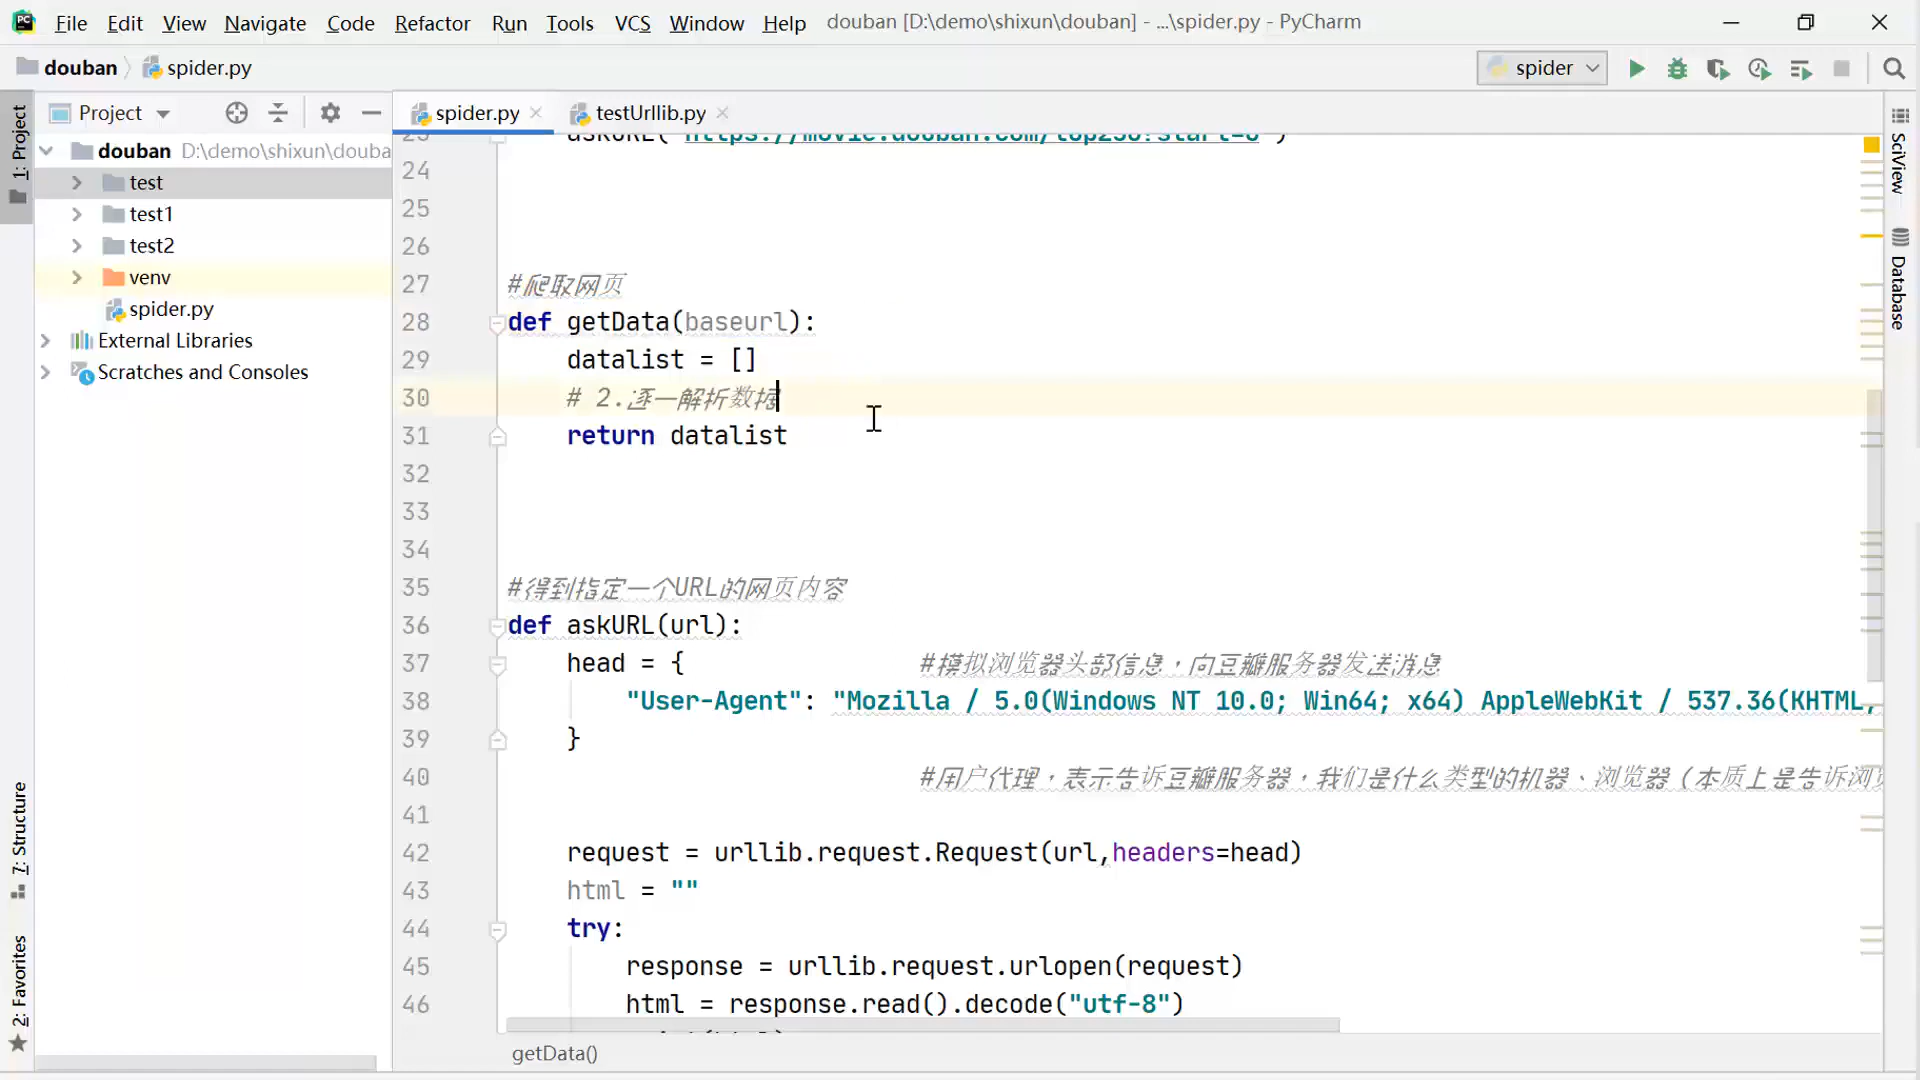 File Edit View Navigate Code Refactor Run Tools VCS Window Help douban [D:\demo\shixun\douban] - ...\spider.py - PyCharm
douban spider.py spider
1: Project
Project
spider.py testUrllib.py
douban D:\demo\shixun\douba
test
test1
test2
venv
spider.py
External Libraries
Scratches and Consoles
7: Structure
2: Favorites
SciView
Database
23 askURL("https://movie.douban.com/top250?start=0")
24
25
26
27 #爬取网页
28 def getData(baseurl):
29 datalist = []
30 # 2.逐一解析数据
31 return datalist
32
33
34
35 #得到指定一个URL的网页内容
36 def askURL(url):
37 head = { #模拟浏览器头部信息，向豆瓣服务器发送消息
38 "User-Agent": "Mozilla / 5.0(Windows NT 10.0; Win64; x64) AppleWebKit / 537.36(KHTML,
39 }
40 #用户代理，表示告诉豆瓣服务器，我们是什么类型的机器、浏览器（本质上是告诉浏览
41
42 request = urllib.request.Request(url,headers=head)
43 html = ""
44 try:
45 response = urllib.request.urlopen(request)
46 html = response.read().decode("utf-8")
getData()